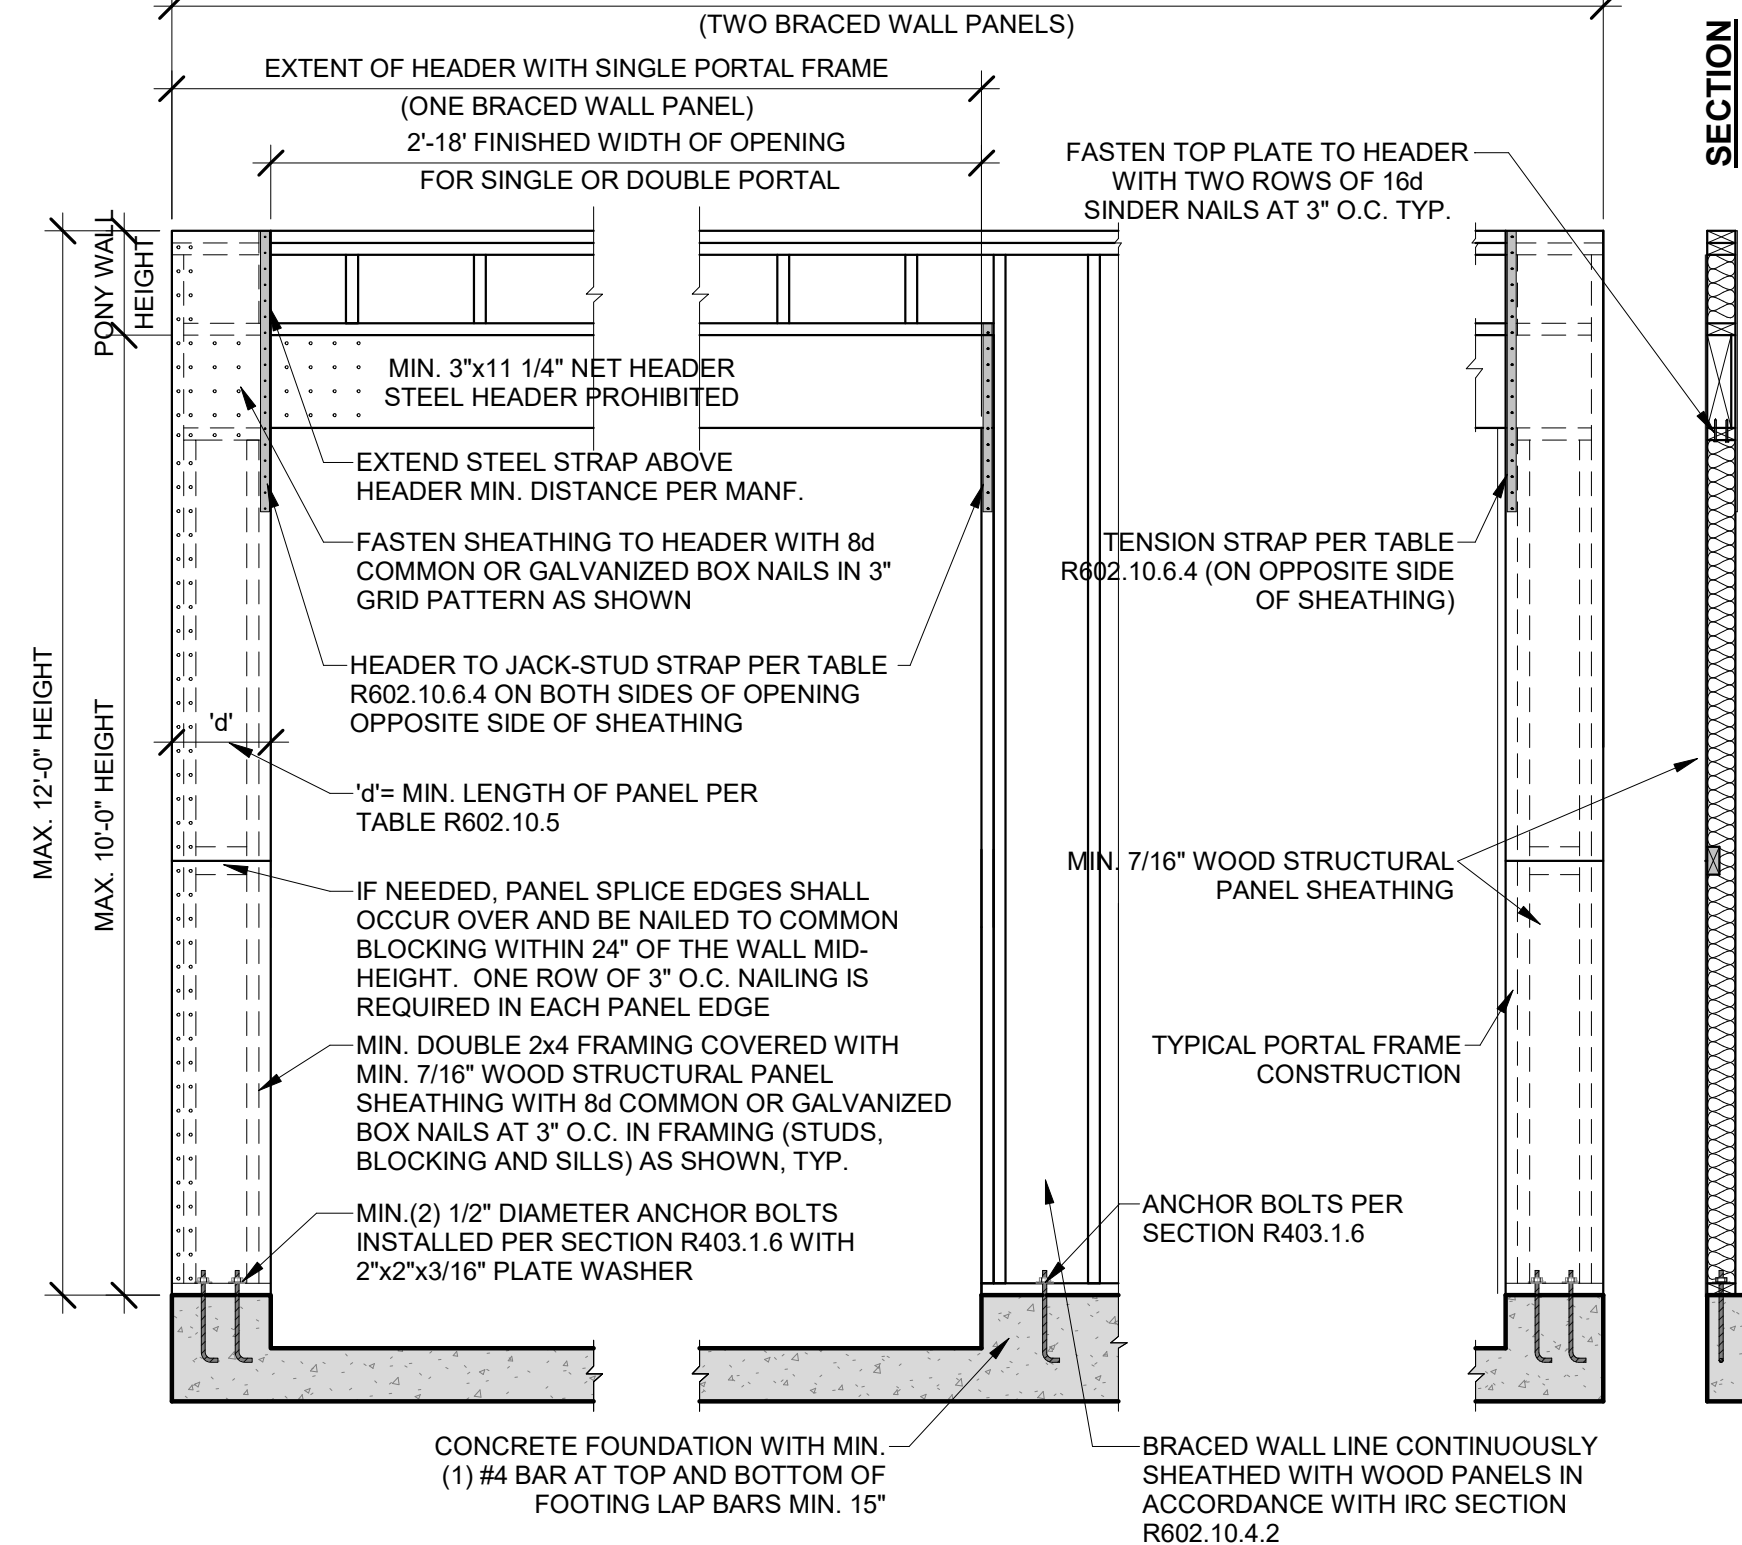 (TWO BRACED WALL PANELS)
EXTENT OF HEADER WITH SINGLE PORTAL FRAME
(ONE BRACED WALL PANEL)
2'-18' FINISHED WIDTH OF OPENING
FOR SINGLE OR DOUBLE PORTAL
FASTEN TOP PLATE TO HEADER
WITH TWO ROWS OF 16d
SINDER NAILS AT 3" O.C. TYP.
SECTION
PONY WALL
HEIGHT
MIN. 3"x11 1/4" NET HEADER
STEEL HEADER PROHIBITED
EXTEND STEEL STRAP ABOVE
HEADER MIN. DISTANCE PER MANF.
FASTEN SHEATHING TO HEADER WITH 8d
COMMON OR GALVANIZED BOX NAILS IN 3"
GRID PATTERN AS SHOWN
TENSION STRAP PER TABLE
R602.10.6.4 (ON OPPOSITE SIDE
OF SHEATHING)
HEADER TO JACK-STUD STRAP PER TABLE
R602.10.6.4 ON BOTH SIDES OF OPENING
OPPOSITE SIDE OF SHEATHING
MAX. 12'-0" HEIGHT
MAX. 10'-0" HEIGHT
'd'
'd'= MIN. LENGTH OF PANEL PER
TABLE R602.10.5
MIN. 7/16" WOOD STRUCTURAL
PANEL SHEATHING
IF NEEDED, PANEL SPLICE EDGES SHALL
OCCUR OVER AND BE NAILED TO COMMON
BLOCKING WITHIN 24" OF THE WALL MID-
HEIGHT. ONE ROW OF 3" O.C. NAILING IS
REQUIRED IN EACH PANEL EDGE
MIN. DOUBLE 2x4 FRAMING COVERED WITH
MIN. 7/16" WOOD STRUCTURAL PANEL
SHEATHING WITH 8d COMMON OR GALVANIZED
BOX NAILS AT 3" O.C. IN FRAMING (STUDS,
BLOCKING AND SILLS) AS SHOWN, TYP.
TYPICAL PORTAL FRAME
CONSTRUCTION
MIN.(2) 1/2" DIAMETER ANCHOR BOLTS
INSTALLED PER SECTION R403.1.6 WITH
2"x2"x3/16" PLATE WASHER
ANCHOR BOLTS PER
SECTION R403.1.6
CONCRETE FOUNDATION WITH MIN.
(1) #4 BAR AT TOP AND BOTTOM OF
FOOTING LAP BARS MIN. 15"
BRACED WALL LINE CONTINUOUSLY
SHEATHED WITH WOOD PANELS IN
ACCORDANCE WITH IRC SECTION
R602.10.4.2